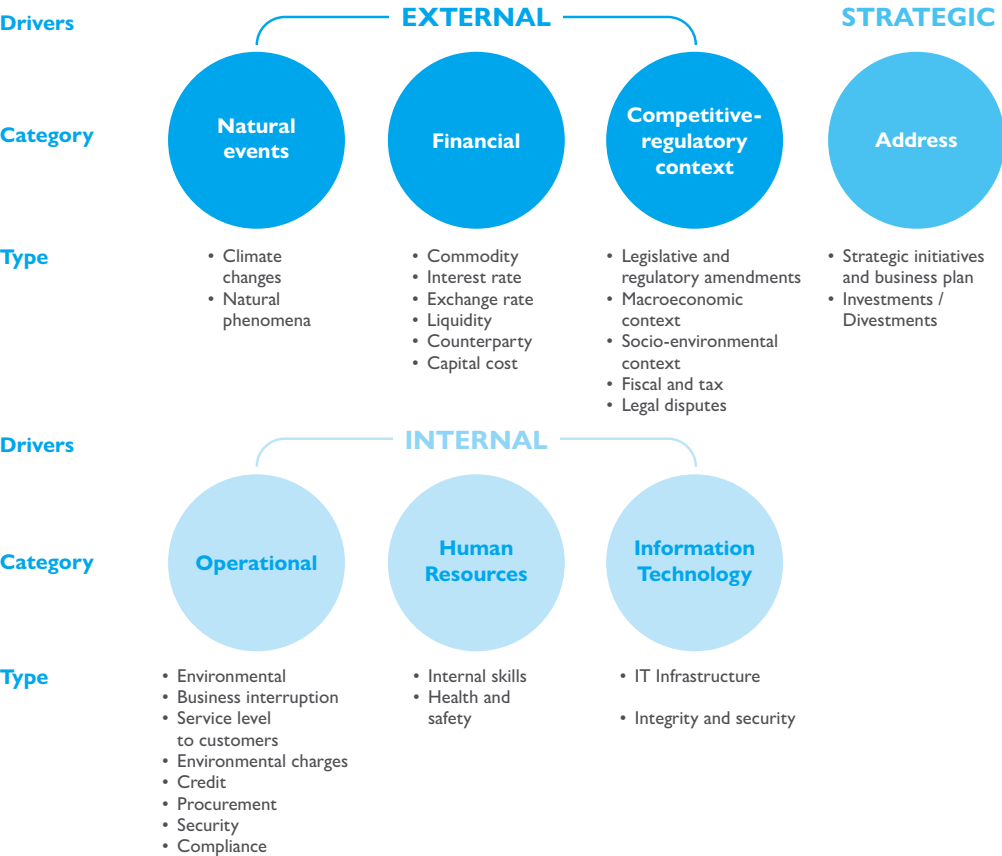 Drivers
EXTERNAL
STRATEGIC
Category
Natural
events
Financial
Competitive-
regulatory
context
Address
Type
• Climate
changes
• Natural
phenomena
• Commodity
• Interest rate
• Exchange rate
• Liquidity
• Counterparty
• Capital cost
• Legislative and
regulatory amendments
• Macroeconomic
context
• Socio-environmental
context
• Fiscal and tax
• Legal disputes
• Strategic initiatives
and business plan
• Investments /
Divestments
Drivers
INTERNAL
Category
Operational
Human
Resources
Information
Technology
Type
• Environmental
• Business interruption
• Service level
to customers
• Environmental charges
• Credit
• Procurement
• Security
• Compliance
• Internal skills
• Health and
safety
• IT Infrastructure
• Integrity and security